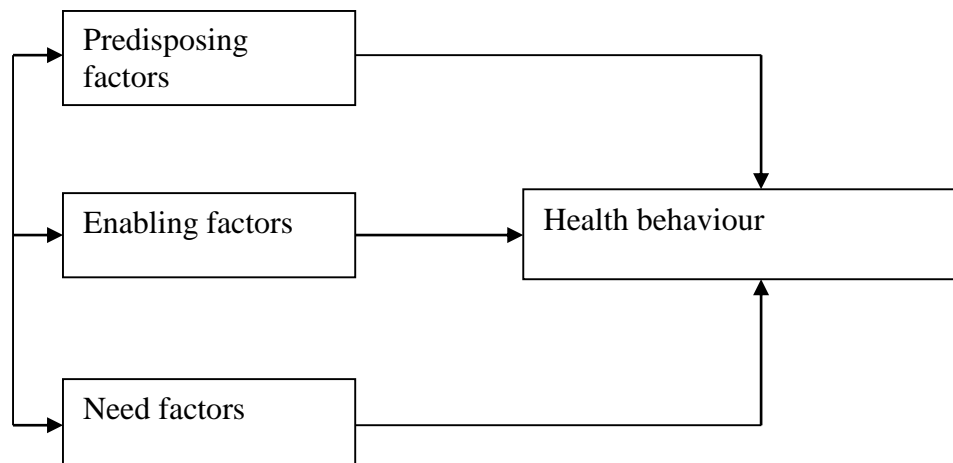 Predisposing
factors
Enabling factors
Health behaviour
Need factors